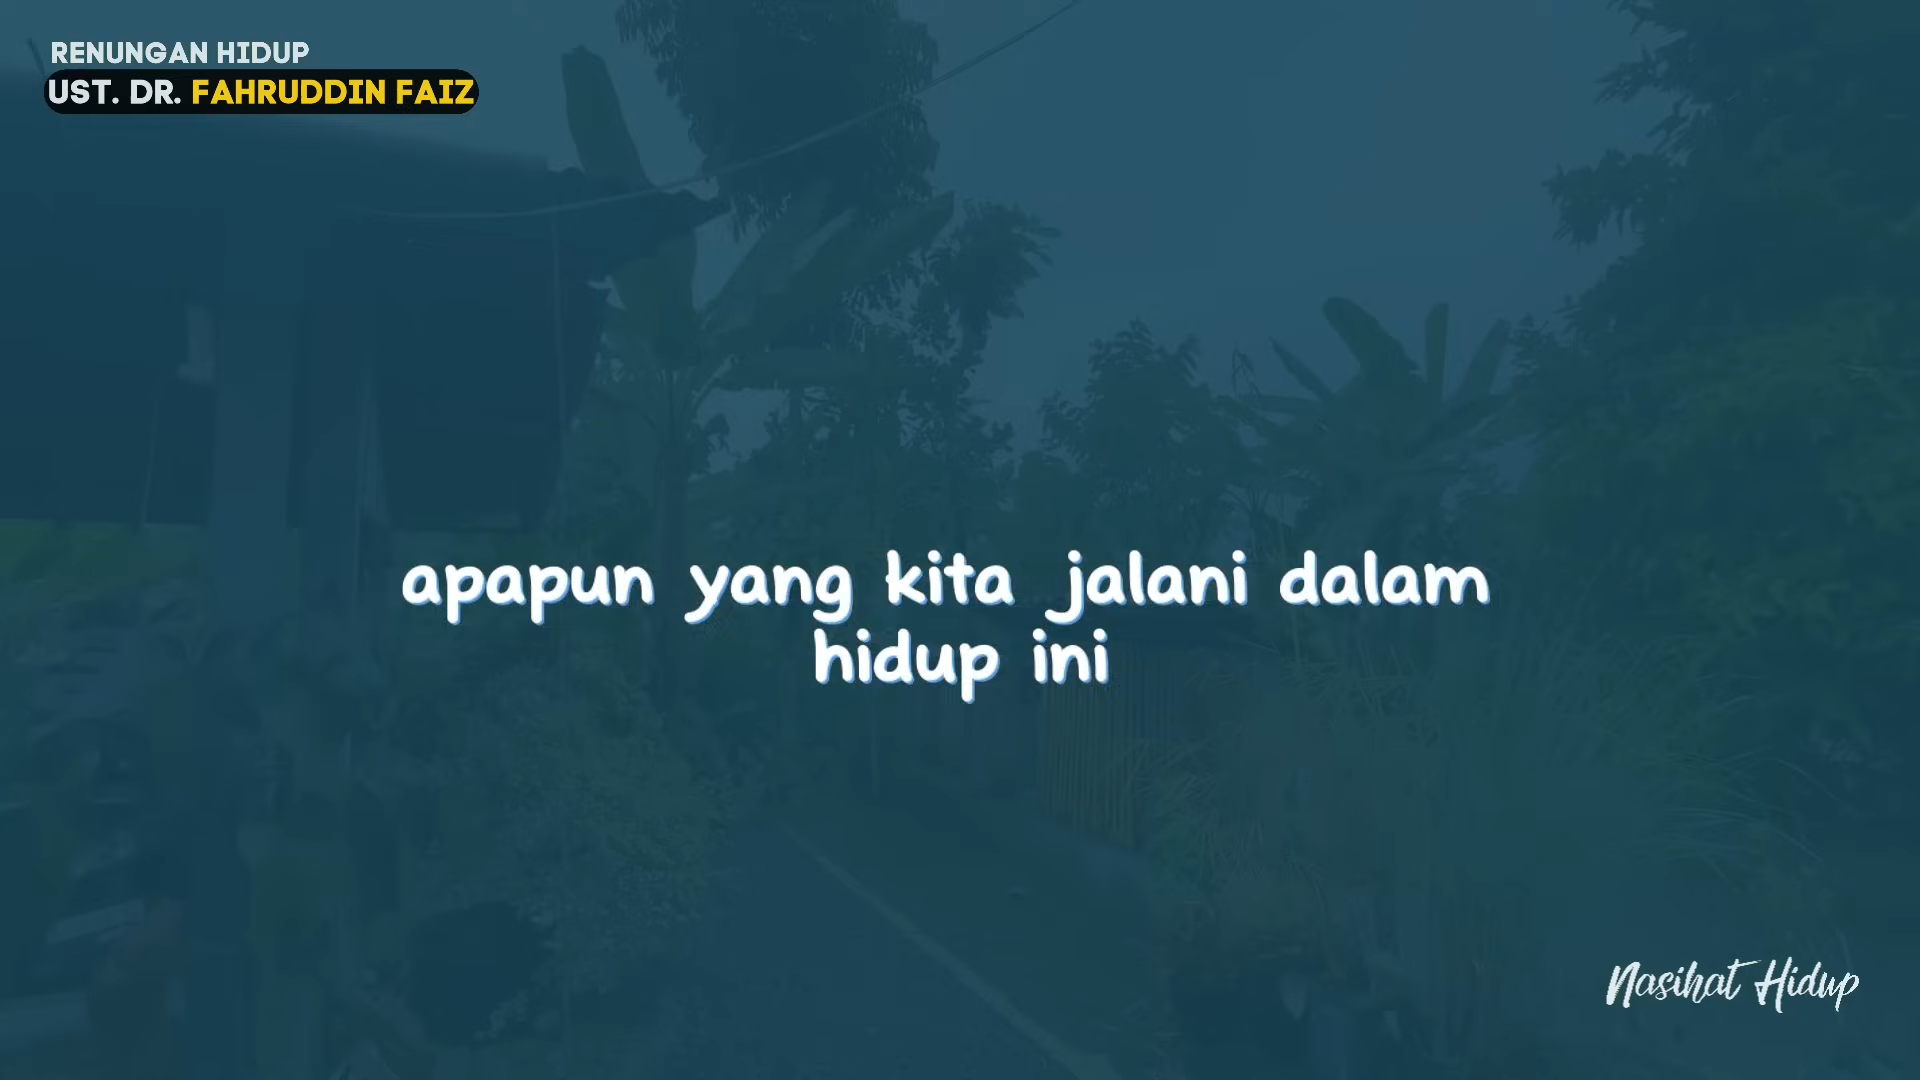 RENUNGAN HIDUP
UST. DR. FAHRUDDIN FAIZ
apapun yang kita jalani dalam
hidup ini
Nasihat Hidup